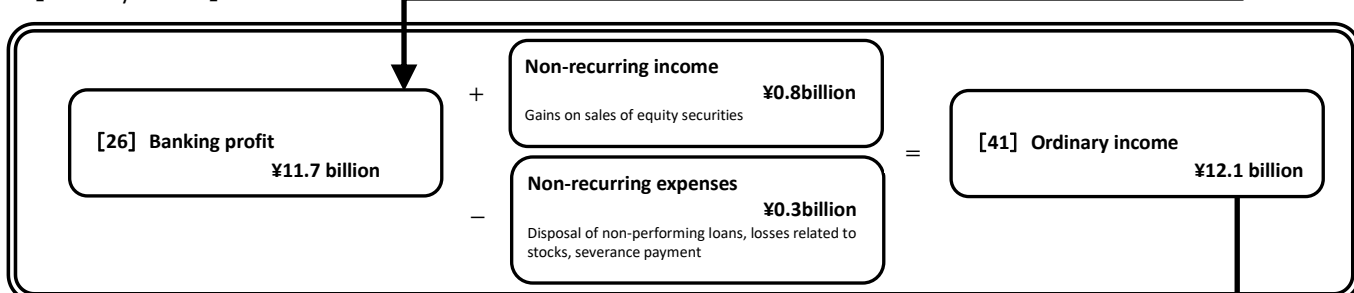 Non-recurring income
¥0.8billion
Gains on sales of equity securities
+
[26] Banking profit
¥11.7 billion
=
[41] Ordinary income
¥12.1 billion
−
Non-recurring expenses
¥0.3billion
Disposal of non-performing loans, losses related to
stocks, severance payment